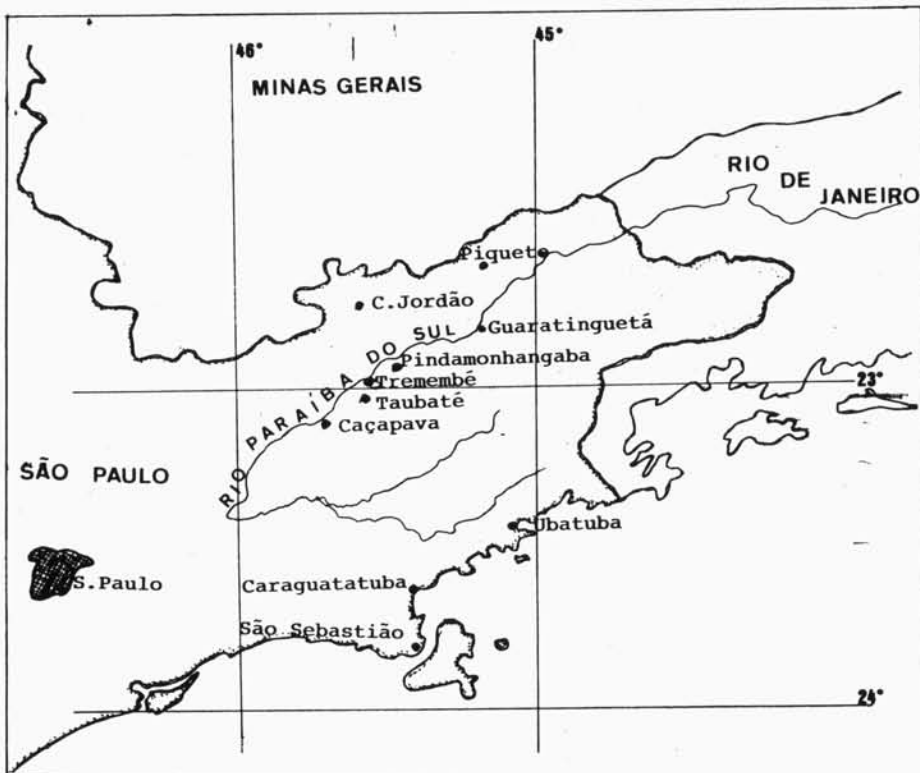 46°
45°
MINAS GERAIS
RIO
DE
JANEIRO
Piquete
C.Jordão
Guaratinguetá
RIO PARAÍBA DO SUL
Pindamonhangaba
Tremembé
23°
Taubaté
Caçapava
SÃO PAULO
Ubatuba
S.Paulo
Caraguatatuba
São Sebastião
24°